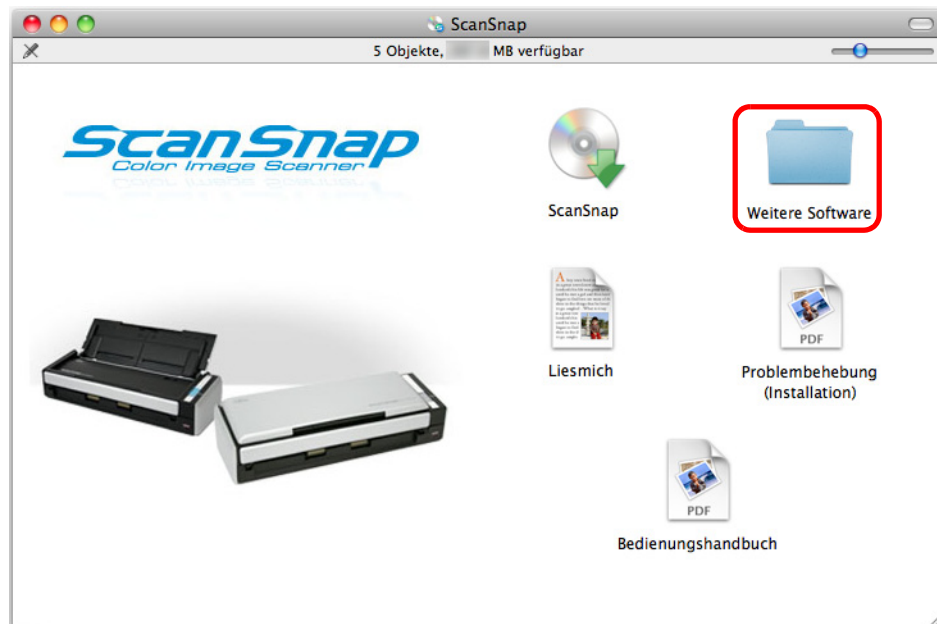 ScanSnap
5 Objekte, MB verfügbar
ScanSnap
Color Image Scanner
ScanSnap
Weitere Software
Liesmich
PDF
Problembehebung
(Installation)
PDF
Bedienungshandbuch